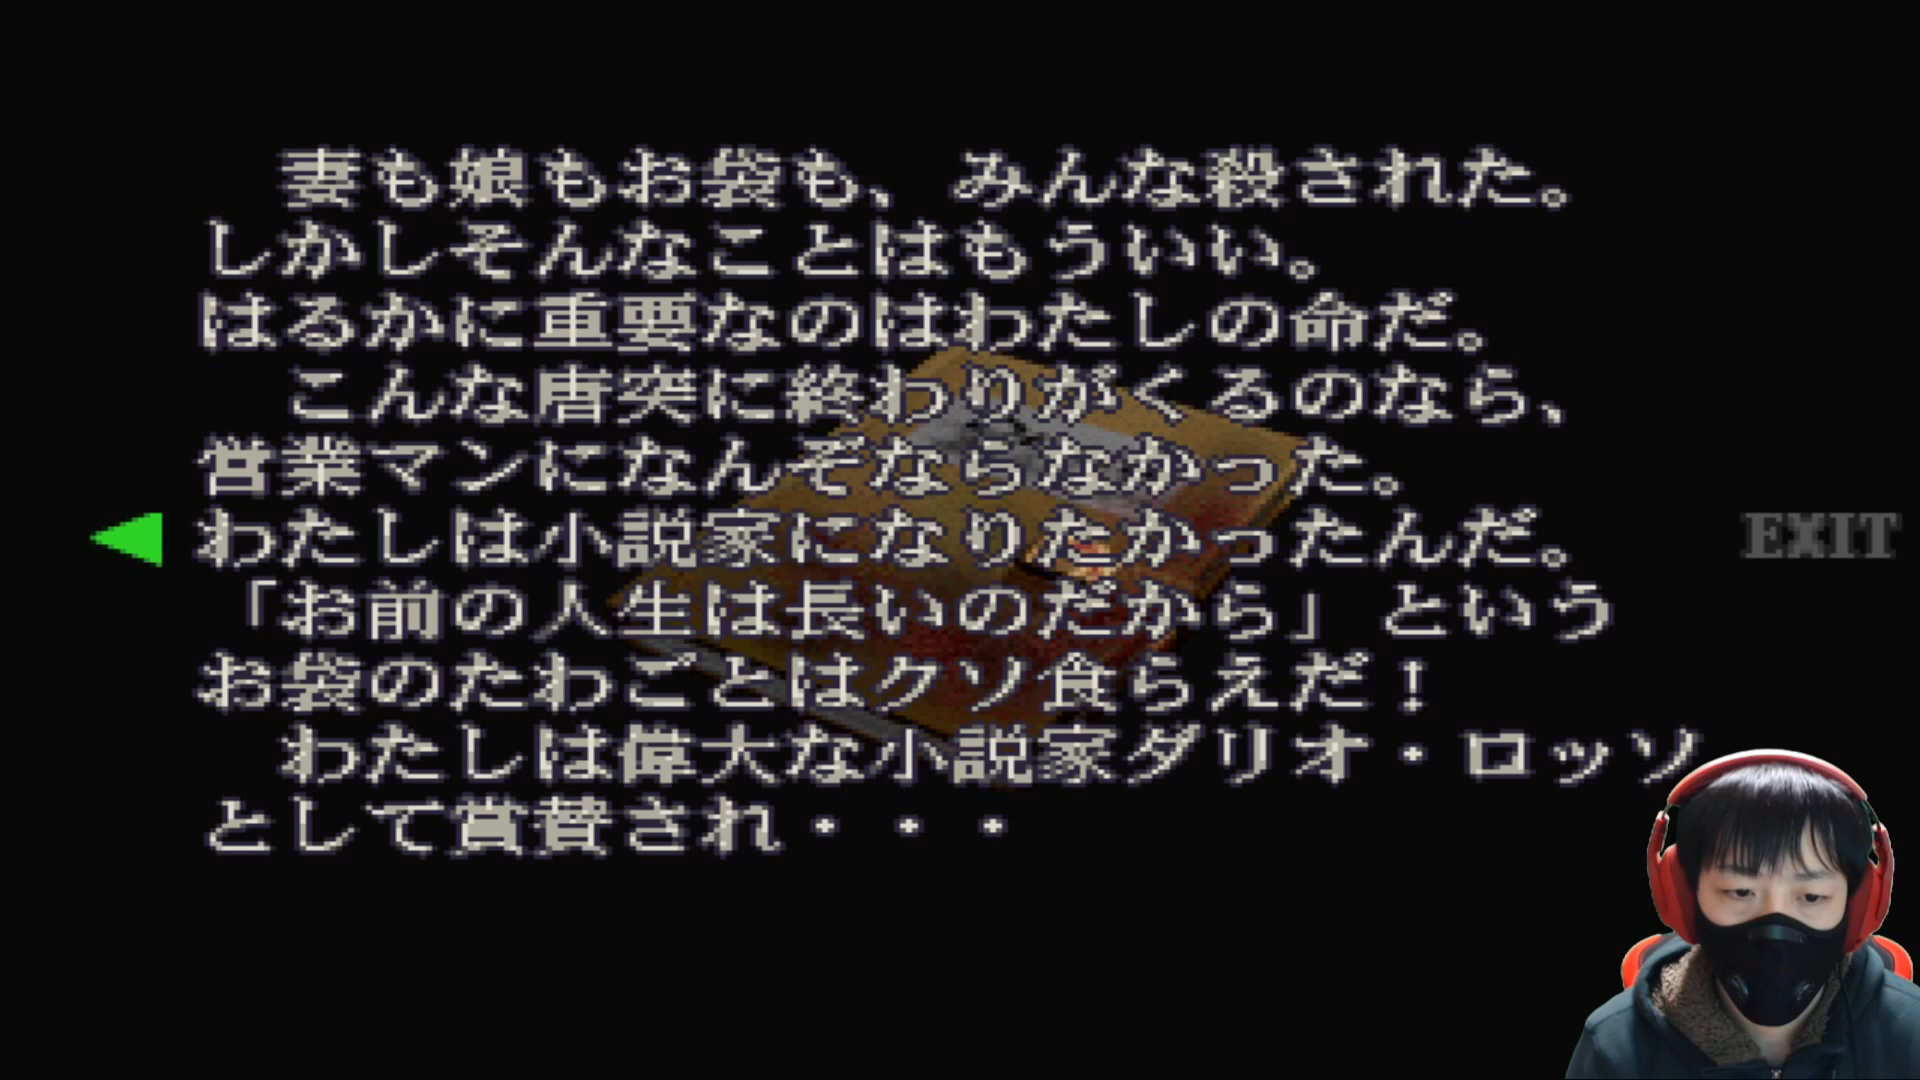 妻も娘もお袋も、みんな殺された。
しかしそんなことはもういい。
はるかに重要なのはわたしの命だ。
こんな唐突に終わりがくるのなら、
営業マンになんぞならなかった。
わたしは小説家になりたかったんだ。
「お前の人生は長いのだから」という
お袋のたわごとはクソ食らえだ！
わたしは偉大な小説家ダリオ・ロッソ
として賞賛され・・・
EXIT